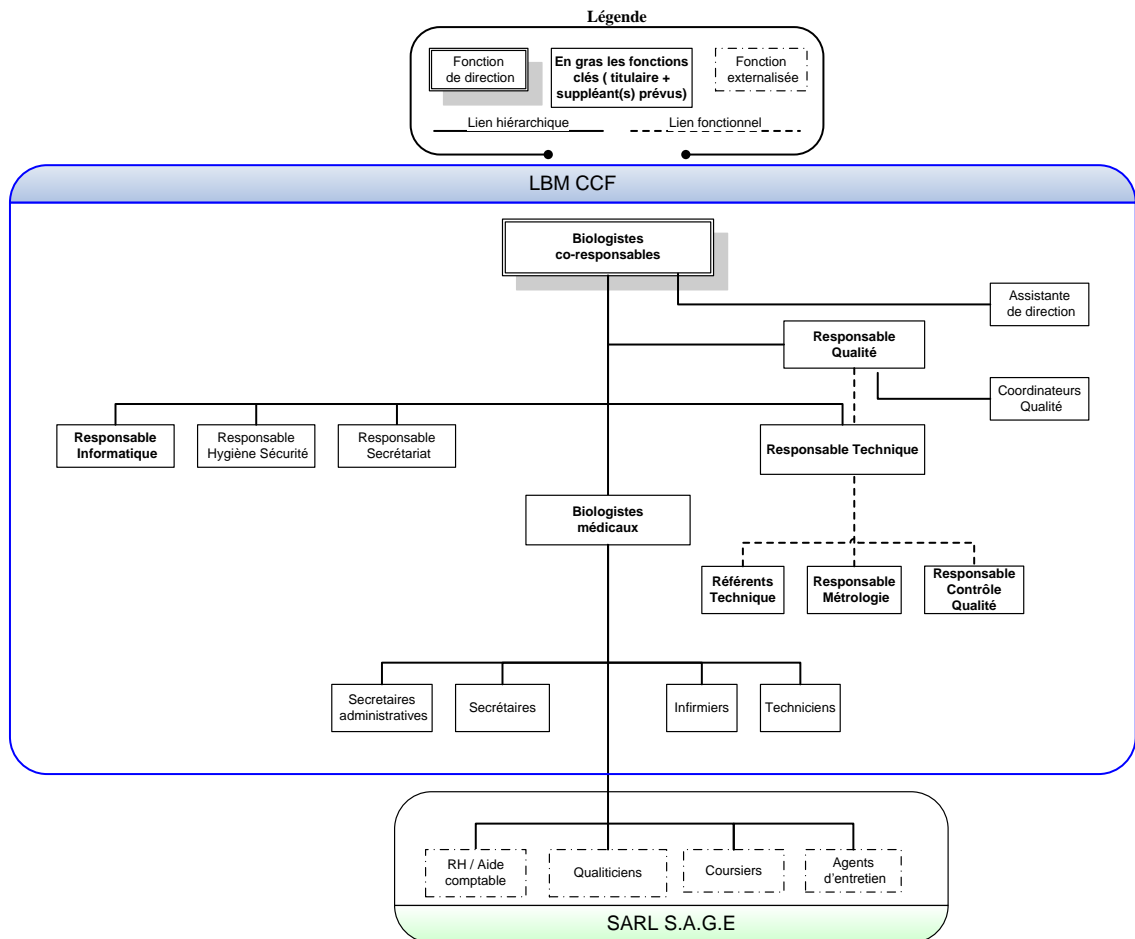 Légende
Fonction
de direction
En gras les fonctions
clés ( titulaire +
suppléant(s) prévus)
Fonction
externalisée
Lien hiérarchique
Lien fonctionnel
LBM CCF
Biologistes
co-responsables
Assistante
de direction
Responsable
Qualité
Coordinateurs
Qualité
Responsable
Informatique
Responsable
Hygiène Sécurité
Responsable
Secrétariat
Responsable Technique
Biologistes
médicaux
Référents
Technique
Responsable
Métrologie
Responsable
Contrôle
Qualité
Secretaires
administratives
Secrétaires
Infirmiers
Techniciens
RH / Aide
comptable
Qualiticiens
Coursiers
Agents
d'entretien
SARL S.A.G.E